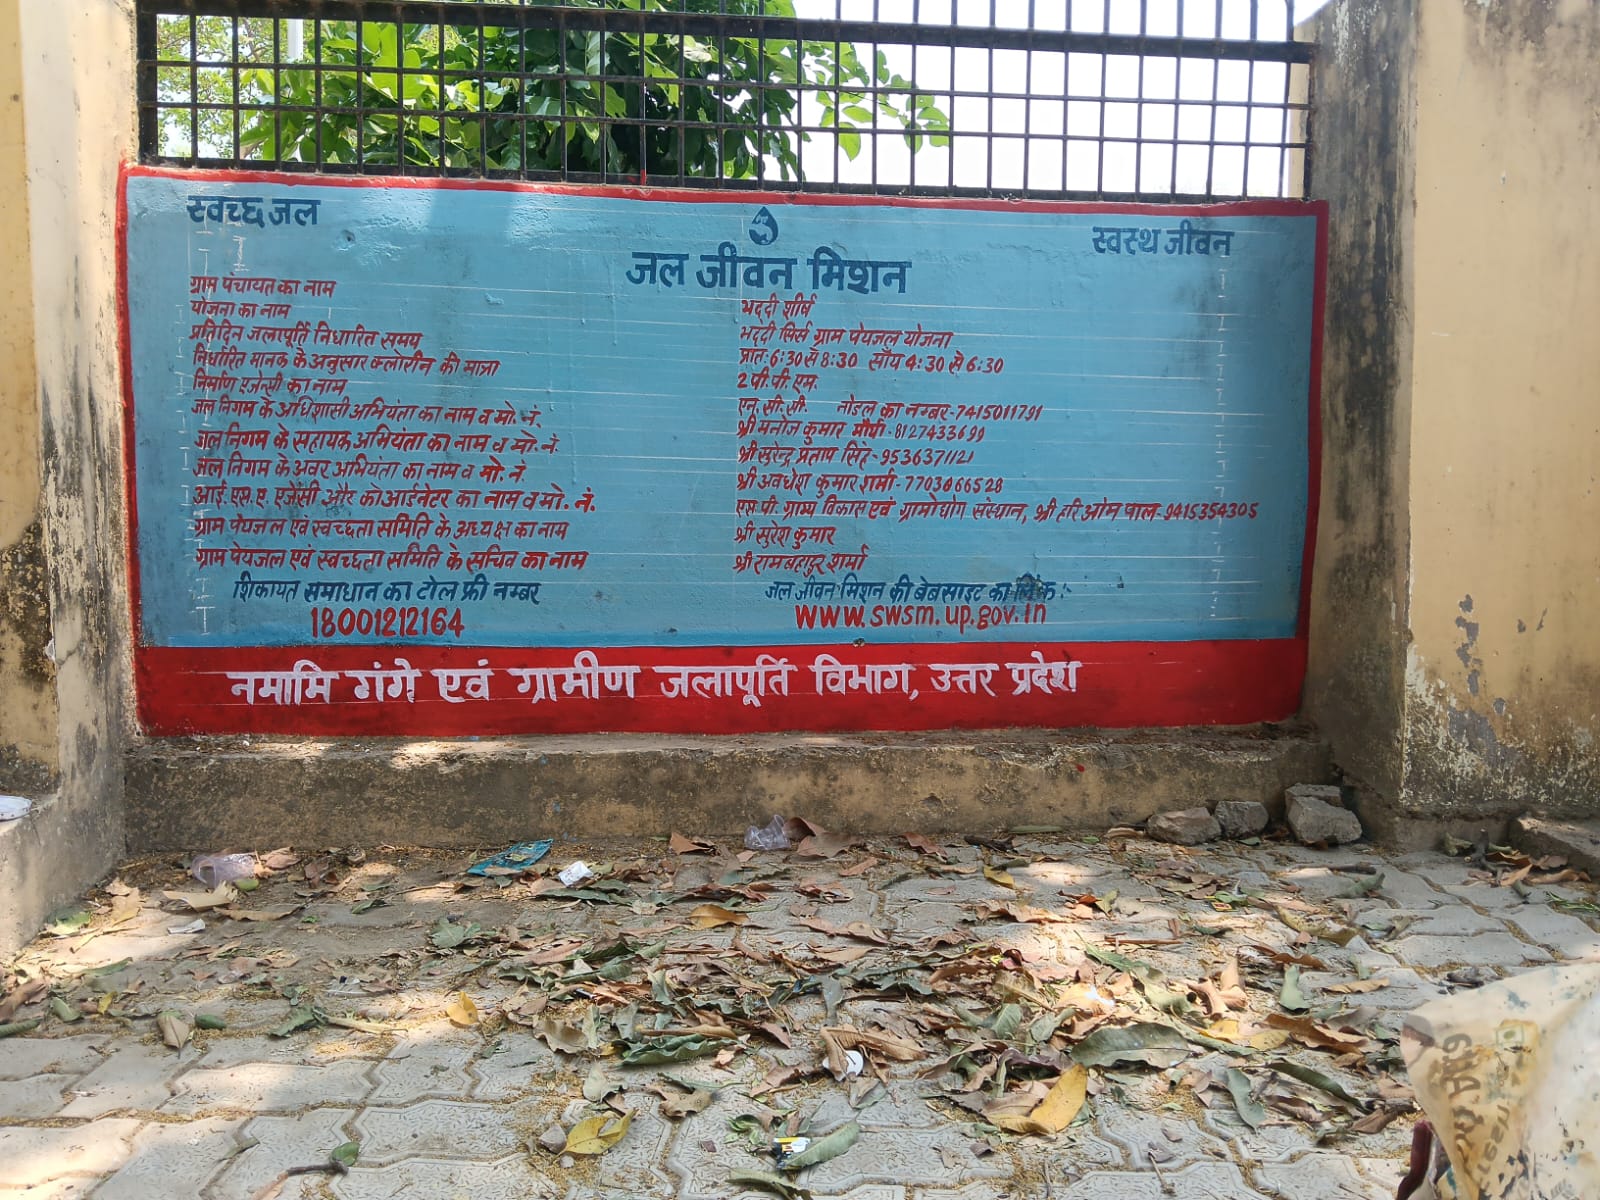 स्वच्छ जल
स्वस्थ जीवन
जल जीवन मिशन
ग्राम पंचायत का नाम भद्दी शीर्ष
योजना का नाम भद्दी सिर्स ग्राम पेयजल योजना
प्रतिदिन जलापूर्ति निर्धारित समय प्रातः 6:30 से 8:30 सॉय 4:30 से 6:30
निर्धारित मानक के अनुसार क्लोरीन की मात्रा 2 पी.पी.एम.
निर्माण एजेन्सी का नाम एन.सी.सी. नोडल का नम्बर-7415011791
जल निगम के अधिशासी अभियंता का नाम व मो. नं. श्री मनोज कुमार मौर्या-8127433699
जल निगम के सहायक अभियंता का नाम व मो. नं. श्री सुरेन्द्र प्रताप सिंह-9536371121
जल निगम के अवर अभियंता का नाम व मो. नं. श्री अवधेश कुमार शर्मा-7703066528
आई.एस.ए. एजेंसी और कोआर्डिनेटर का नाम व मो. नं. एस.पी. ग्राम्य विकास एवं ग्रामोद्योग संस्थान, श्री हरि ओम पाल-9415354305
ग्राम पेयजल एवं स्वच्छता समिति के अध्यक्ष का नाम श्री सुरेश कुमार
ग्राम पेयजल एवं स्वच्छता समिति के सचिव का नाम श्री रामबहादुर शर्मा
शिकायत समाधान का टोल फ्री नम्बर
18001212164
जल जीवन मिशन की बेबसाइट का लिंक :-
www.swsm.up.gov.in
नमामि गंगे एवं ग्रामीण जलापूर्ति विभाग, उत्तर प्रदेश